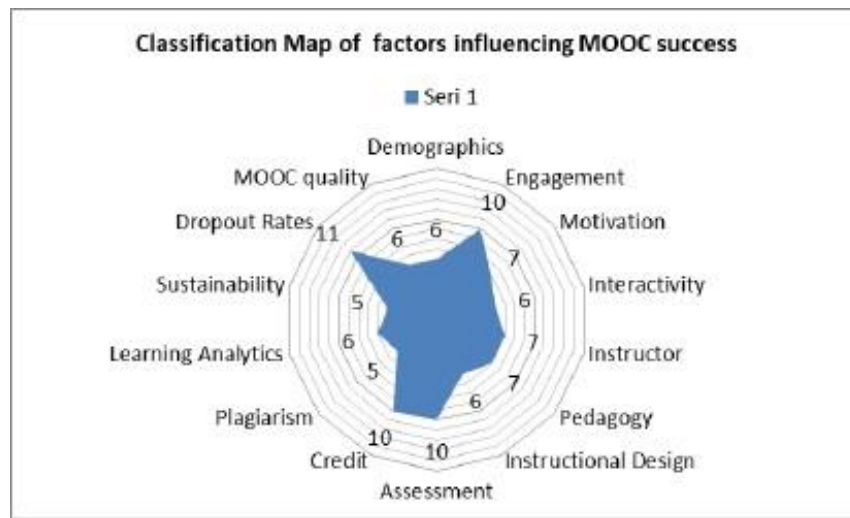 Classification Map of factors influencing MOOC success
Seri 1
Demographics
MOOC quality
Engagement
10
Dropout Rates
11
6
6
Motivation
7
Sustainability
5
6
Interactivity
Learning Analytics
6
7
Instructor
5
7
Plagiarism
6
Pedagogy
10
10
Credit
Instructional Design
Assessment